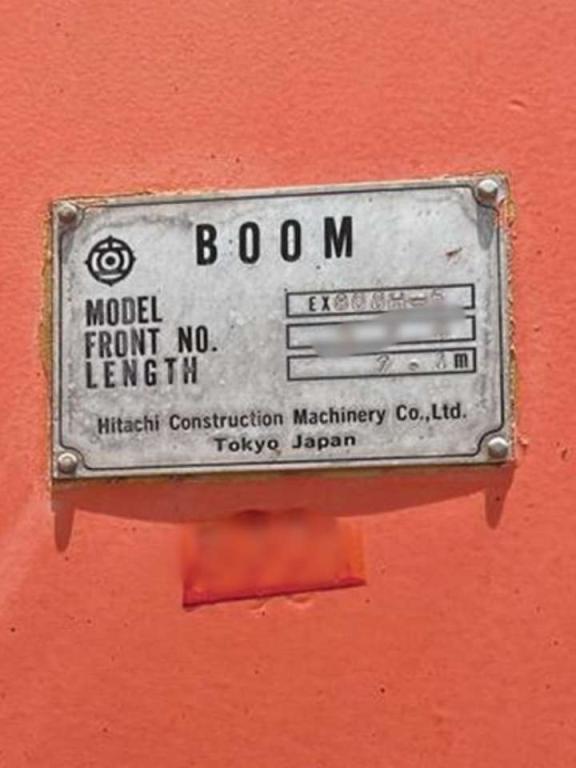 BOOM
MODEL
FRONT NO.
LENGTH m
Hitachi Construction Machinery Co.,Ltd.
Tokyo Japan